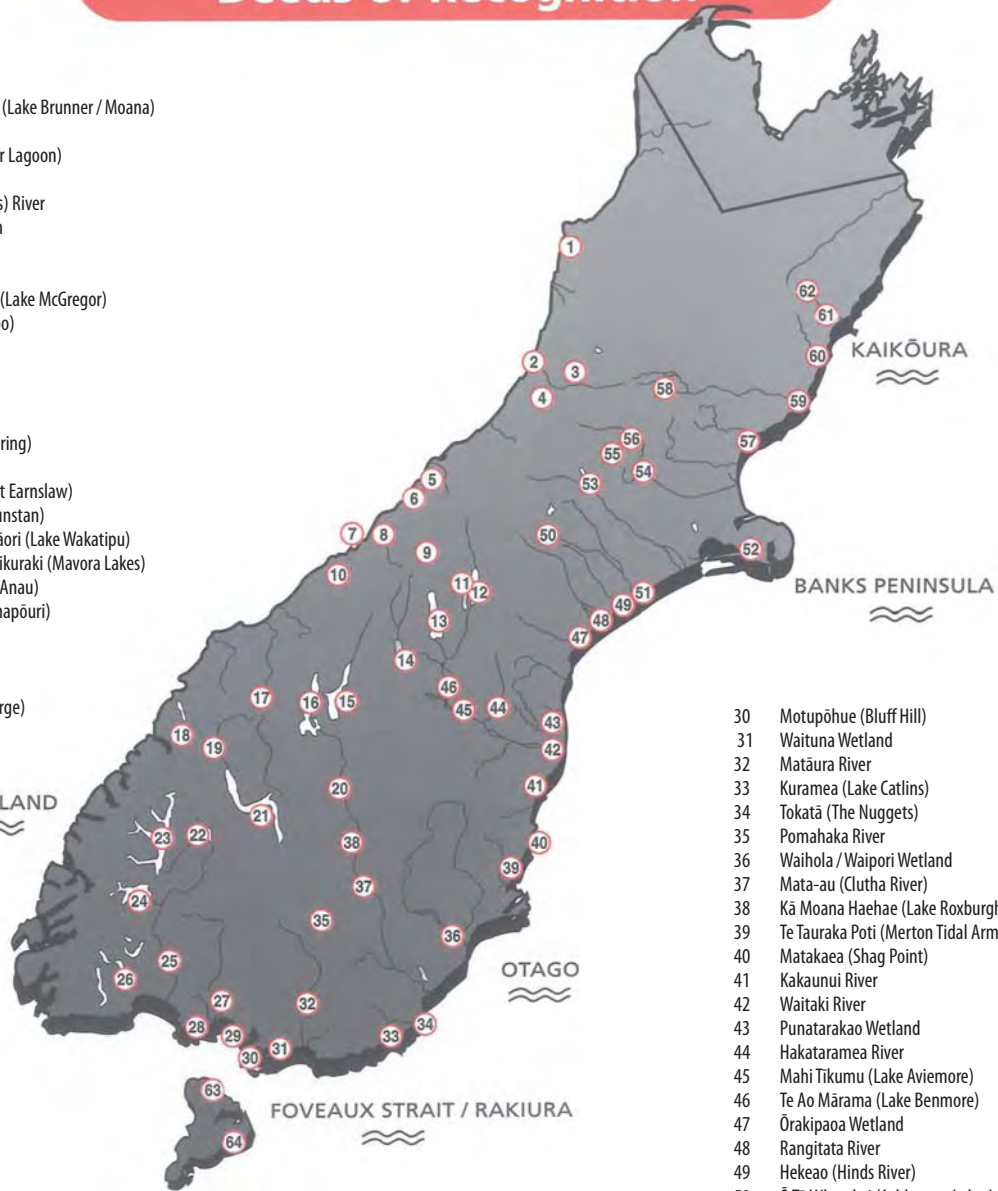 Deeds of Recognition
(Lake Brunner / Moana)
Lagoon)
River
(Lake McGregor)
Earnslaw)
(Lake Wakatipu)
(Mavora Lakes)
Anau)
1
62
61
60
KAIKŌURA
2
3
4
58
59
57
56
55
54
53
5
6
7
8
9
50
52
BANKS PENINSULA
10
11
12
13
51
49
48
47
14
46
45
44
43
42
17
16
15
18
19
41
20
21
40
22
23
38
39
37
24
35
36
25
26
OTAGO
27
32
28
29
30
31
33
34
63
64
FOVEAUX STRAIT / RAKIURA
LAND
30 Motupōhue (Bluff Hill)
31 Waituna Wetland
32 Matāura River
33 Kuramea (Lake Catlins)
34 Tokatā (The Nuggets)
35 Pomahaka River
36 Waihola / Waipori Wetland
37 Mata-au (Clutha River)
38 Kā Moana Haehae (Lake Roxburgh
39 Te Tauraka Poti (Merton Tidal Arm
40 Matakaea (Shag Point)
41 Kakaunui River
42 Waitaki River
43 Punatarakao Wetland
44 Hakataramea River
45 Mahi Tīkumu (Lake Aviemore)
46 Te Ao Mārama (Lake Benmore)
47 Ōrakipaoa Wetland
48 Rangitata River
49 Hekeao (Hinds River)